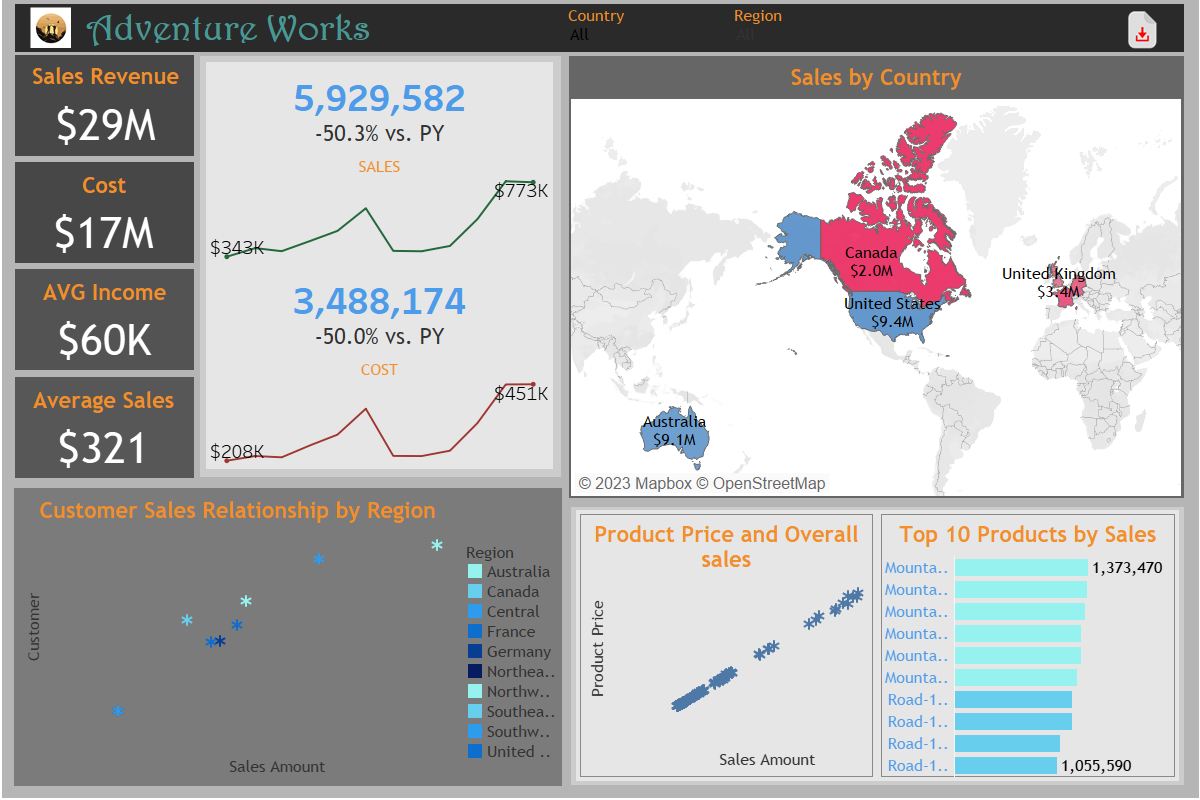 Adventure Works
Country
All
Region
All
Sales Revenue
$29M
Cost
$17M
AVG Income
$60K
Average Sales
$321
5,929,582
-50.3% vs. PY
SALES
$773K
$343K
3,488,174
-50.0% vs. PY
COST
$451K
$208K
Sales by Country
Canada
$2.0M
United Kingdom
$3.4M
United States
$9.4M
Australia
$9.1M
© 2023 Mapbox © OpenStreetMap
Customer Sales Relationship by Region
Customer
Sales Amount
Region
Australia
Canada
Central
France
Germany
Northea..
Northw..
Southea..
Southw..
United ..
Product Price and Overall
sales
Product Price
Sales Amount
Top 10 Products by Sales
Mounta.. 1,373,470
Mounta..
Mounta..
Mounta..
Mounta..
Mounta..
Road-1..
Road-1..
Road-1..
Road-1.. 1,055,590